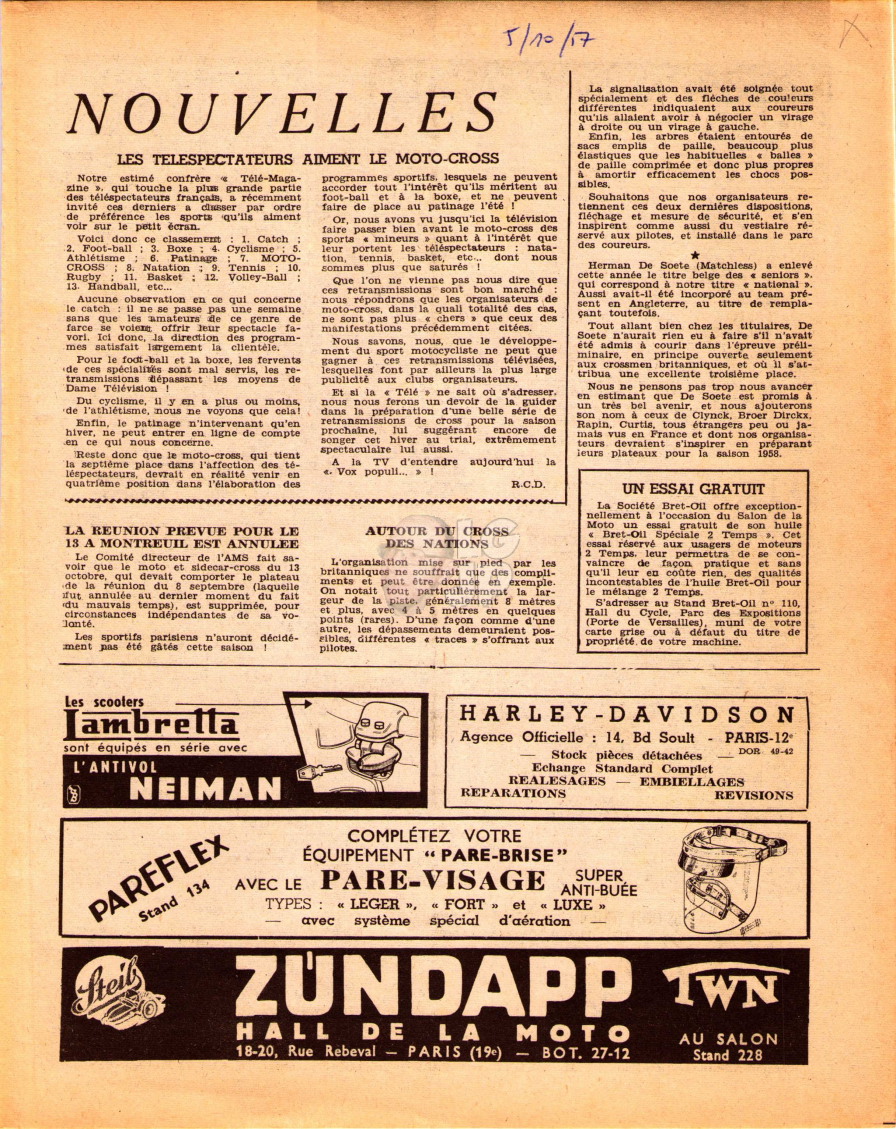 5/10/57
X
NOUVELLES
LES TELESPECTATEURS AIMENT LE MOTO-CROSS
Notre estimé confrère « Télé-Maga-
zine », qui touche la plus grande partie
des téléspectateurs français, a récemment
invité ces derniers à classer par ordre
de préférence les sports qu'ils aiment
voir sur le petit écran.
Voici donc ce classement : 1. Catch ;
2. Foot-ball ; 3. Boxe ; 4. Cyclisme ; 5.
Athlétisme ; 6. Patinage ; 7. MOTO-
CROSS ; 8. Natation ; 9. Tennis ; 10.
Rugby ; 11. Basket ; 12. Volley-Ball ;
13. Handball, etc...
Aucune observation en ce qui concerne
le catch : il ne se passe pas une semaine
sans que les amateurs de ce genre de
farce se voient offrir leur spectacle fa-
vori. Ici donc, la direction des program-
mes satisfait largement la clientèle.
Pour le foot-ball et la boxe, les fervents
de ces spécialités sont mal servis, les re-
transmissions dépassant les moyens de
Dame Télévision !
Du cyclisme, il y en a plus ou moins,
de l'athlétisme, nous ne voyons que cela!
Enfin, le patinage n'intervenant qu'en
hiver, ne peut entrer en ligne de compte
en ce qui nous concerne.
Reste donc que le moto-cross, qui tient
la septième place dans l'affection des té-
léspectateurs, devrait en réalité venir en
quatrième position dans l'élaboration des
programmes sportifs, lesquels ne peuvent
accorder tout l'intérêt qu'ils méritent au
foot-ball et à la boxe, et ne peuvent
faire de place au patinage l'été !
Or, nous avons vu jusqu'ici la télévision
faire passer bien avant le moto-cross des
sports « mineurs » quant à l'intérêt que
leur portent les téléspectateurs : nata-
tion, tennis, basket, etc... dont nous
sommes plus que saturés !
Que l'on ne vienne pas nous dire que
ces retransmissions sont bon marché :
nous répondrons que les organisateurs de
moto-cross, dans la quali totalité des cas,
ne sont pas plus « chers » que ceux des
manifestations précédemment citées.
Nous savons, nous, que le développe-
ment du sport motocycliste ne peut que
gagner à ces retransmissions télévisées,
lesquelles font par ailleurs la plus large
publicité aux clubs organisateurs.
Et si la « Télé » ne sait où s'adresser,
nous nous ferons un devoir de la guider
dans la préparation d'une belle série de
retransmissions de cross pour la saison
prochaine, lui suggérant encore de
songer cet hiver au trial, extrêmement
spectaculaire lui aussi.
A la TV d'entendre aujourd'hui la
« Vox populi... » !
R.C.D.
La signalisation avait été soignée tout
spécialement et des flèches de couleurs
différentes indiquaient aux coureurs
qu'ils allaient avoir à négocier un virage
à droite ou un virage à gauche.
Enfin, les arbres étaient entourés de
sacs emplis de paille, beaucoup plus
élastiques que les habituelles « balles »
de paille comprimée et donc plus propres
à amortir efficacement les chocs pos-
sibles.
Souhaitons que nos organisateurs re-
tiennent ces deux dernières dispositions,
fléchage et mesure de sécurité, et s'en
inspirent comme aussi du vestiaire ré-
servé aux pilotes, et installé dans le parc
des coureurs.
★
Herman De Soete (Matchless) a enlevé
cette année le titre belge des « seniors »
qui correspond à notre titre « national ».
Aussi avait-il été incorporé au team pré-
sent en Angleterre, au titre de rempla-
çant toutefois.
Tout allant bien chez les titulaires, De
Soete n'aurait rien eu à faire s'il n'avait
été admis à courir dans l'épreuve préli-
minaire, en principe ouverte seulement
aux crossmen britanniques, et où il s'at-
tribua une excellente troisième place.
Nous ne pensons pas trop nous avancer
en estimant que De Soete est promis à
un très bel avenir, et nous ajouterons
son nom à ceux de Clynck, Broer Dirckx,
Rapin, Curtis, tous étrangers peu ou ja-
mais vus en France et dont nos organisa-
teurs devraient s'inspirer en préparant
leurs plateaux pour la saison 1958.
LA REUNION PREVUE POUR LE
13 A MONTREUIL EST ANNULEE
Le Comité directeur de l'AMS fait sa-
voir que le moto et sidecar-cross du 13
octobre, qui devait comporter le plateau
de la réunion du 8 septembre (laquelle
fut annulée au dernier moment du fait
du mauvais temps), est supprimée, pour
circonstances indépendantes de sa vo-
lonté.
Les sportifs parisiens n'auront décidé-
ment pas été gâtés cette saison !
AUTOUR DU CROSS
DES NATIONS
L'organisation mise sur pied par les
britanniques ne souffrait que des compli-
ments et peut être donnée en exemple.
On notait tout particulièrement la lar-
geur de la piste, généralement 8 mètres
et plus, avec 4 à 5 mètres en quelques
points (rares). D'une façon comme d'une
autre, les dépassements demeuraient pos-
sibles, différentes « traces » s'offrant aux
pilotes.
UN ESSAI GRATUIT
La Société Bret-Oil offre exception-
nellement à l'occasion du Salon de la
Moto un essai gratuit de son huile
« Bret-Oil Spéciale 2 Temps ». Cet
essai réservé aux usagers de moteurs
2 Temps, leur permettra de se con-
vaincre de façon pratique et sans
qu'il leur en coûte rien, des qualités
incontestables de l'huile Bret-Oil pour
le mélange 2 Temps.
S'adresser au Stand Bret-Oil n° 110,
Hall du Cycle, Parc des Expositions
(Porte de Versailles), muni de votre
carte grise ou à défaut du titre de
propriété de votre machine.
Les scooters
Lambretta
sont équipés en série avec
L'ANTIVOL
NEIMAN
HARLEY-DAVIDSON
Agence Officielle : 14, Bd Soult - PARIS-12e
— Stock pièces détachées — DOR 49-42
Echange Standard Complet
REALESAGES — EMBIELLAGES
REPARATIONS REVISIONS
PAREFLEX
Stand 134
COMPLÉTEZ VOTRE
ÉQUIPEMENT “ PARE-BRISE ”
AVEC LE PARE-VISAGE SUPER ANTI-BUÉE
TYPES : « LEGER », « FORT » et « LUXE »
— avec système spécial d'aération —
Steib
ZÜNDAPP
HALL DE LA MOTO
18-20, Rue Rebeval — PARIS (19e) — BOT. 27-12
TWN
AU SALON
Stand 228